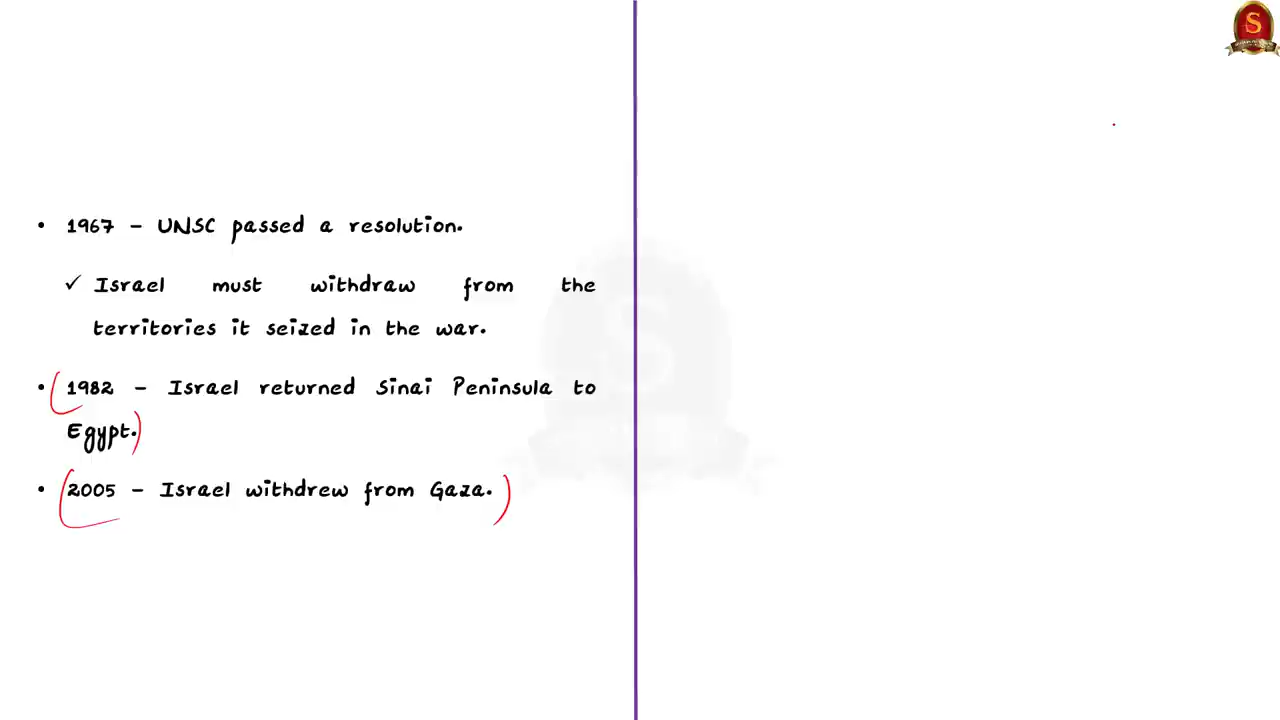 • 1967 – UNSC passed a resolution.
✓ Israel must withdraw from the
territories it seized in the war.
• 1982 – Israel returned Sinai Peninsula to
Egypt.
• 2005 – Israel withdrew from Gaza.
S